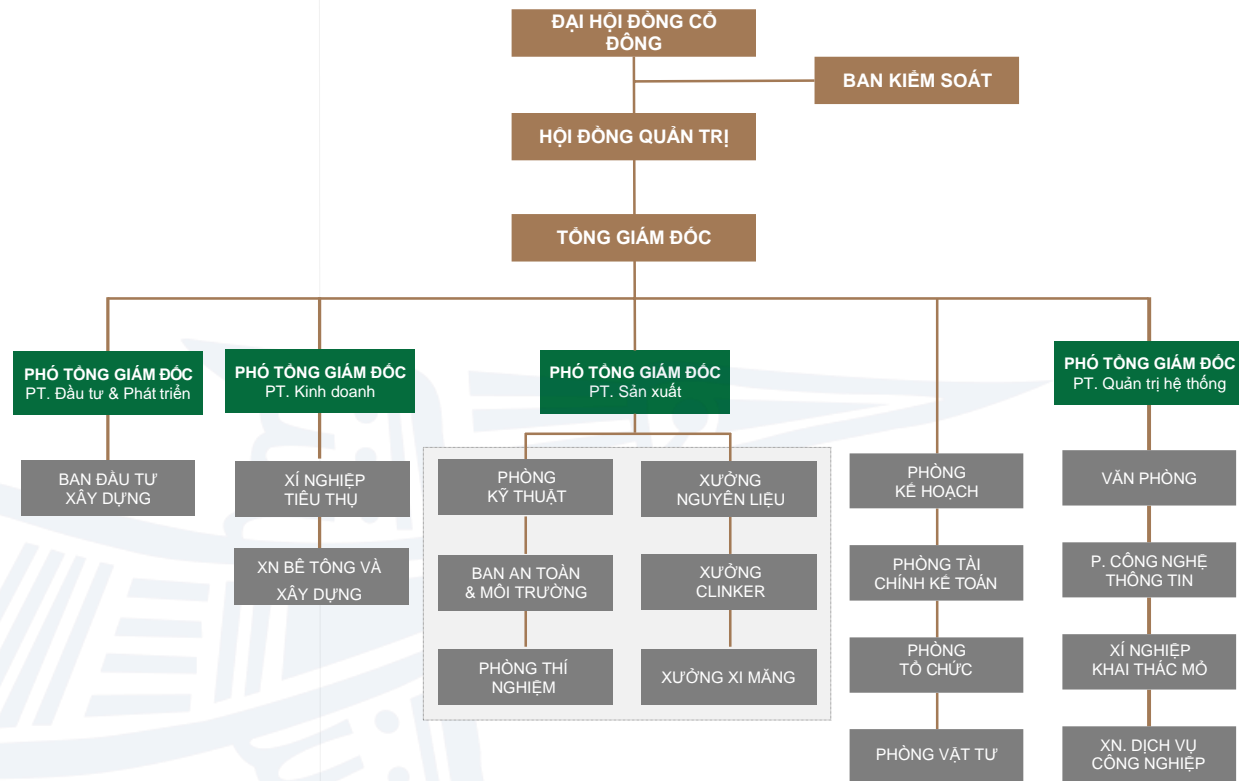 ĐẠI HỘI ĐỒNG CỔ
ĐÔNG
BAN KIỂM SOÁT
HỘI ĐỒNG QUẢN TRỊ
TỔNG GIÁM ĐỐC
PHÓ TỔNG GIÁM ĐỐC
PT. Đầu tư & Phát triển
PHÓ TỔNG GIÁM ĐỐC
PT. Kinh doanh
PHÓ TỔNG GIÁM ĐỐC
PT. Sản xuất
PHÓ TỔNG GIÁM ĐỐC
PT. Quản trị hệ thống
BAN ĐẦU TƯ
XÂY DỰNG
XÍ NGHIỆP
TIÊU THỤ
XN BÊ TÔNG VÀ
XÂY DỰNG
PHÒNG
KỸ THUẬT
BAN AN TOÀN
& MÔI TRƯỜNG
PHÒNG THÍ
NGHIỆM
XƯỞNG
NGUYÊN LIỆU
XƯỞNG
CLINKER
XƯỞNG XI MĂNG
PHÒNG
KẾ HOẠCH
PHÒNG TÀI
CHÍNH KẾ TOÁN
PHÒNG
TỔ CHỨC
PHÒNG VẬT TƯ
VĂN PHÒNG
P. CÔNG NGHỆ
THÔNG TIN
XÍ NGHIỆP
KHAI THÁC MỎ
XN. DỊCH VỤ
CÔNG NGHIỆP